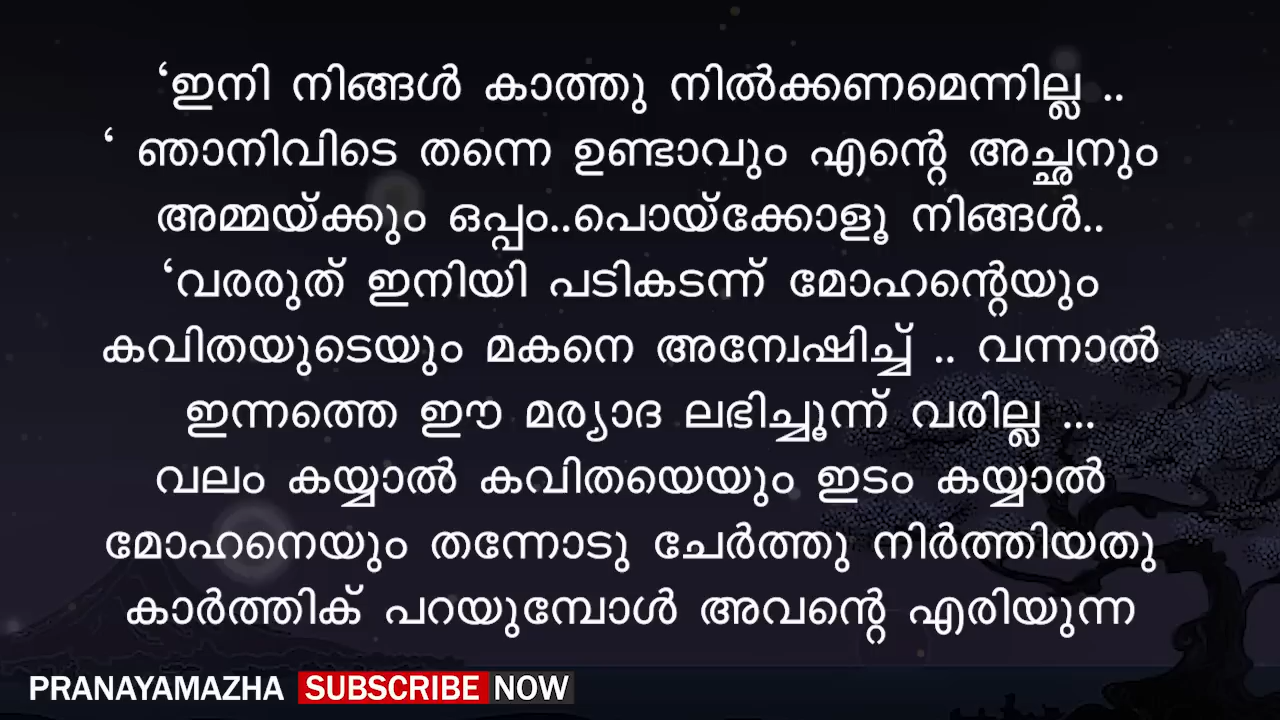 ‘ഇനി നിങ്ങൾ കാത്തു നിൽക്കണമെന്നില്ല ..
‘ ഞാനിവിടെ തന്നെ ഉണ്ടാവും എന്റെ അച്ഛനും
അമ്മയ്ക്കും ഒപ്പം..പൊയ്ക്കോളൂ നിങ്ങൾ..
‘വരരുത് ഇനിയി പടികടന്ന് മോഹന്റെയും
കവിതയുടെയും മകനെ അന്വേഷിച്ച് .. വന്നാൽ
ഇന്നത്തെ ഈ മര്യാദ ലഭിച്ചൂന്ന് വരില്ല ...
വലം കയ്യാൽ കവിതയെയും ഇടം കയ്യാൽ
മോഹനെയും തന്നോടു ചേർത്തു നിർത്തിയതു
കാർത്തിക് പറയുമ്പോൾ അവന്റെ എരിയുന്ന
PRANAYAMAZHA SUBSCRIBE NOW